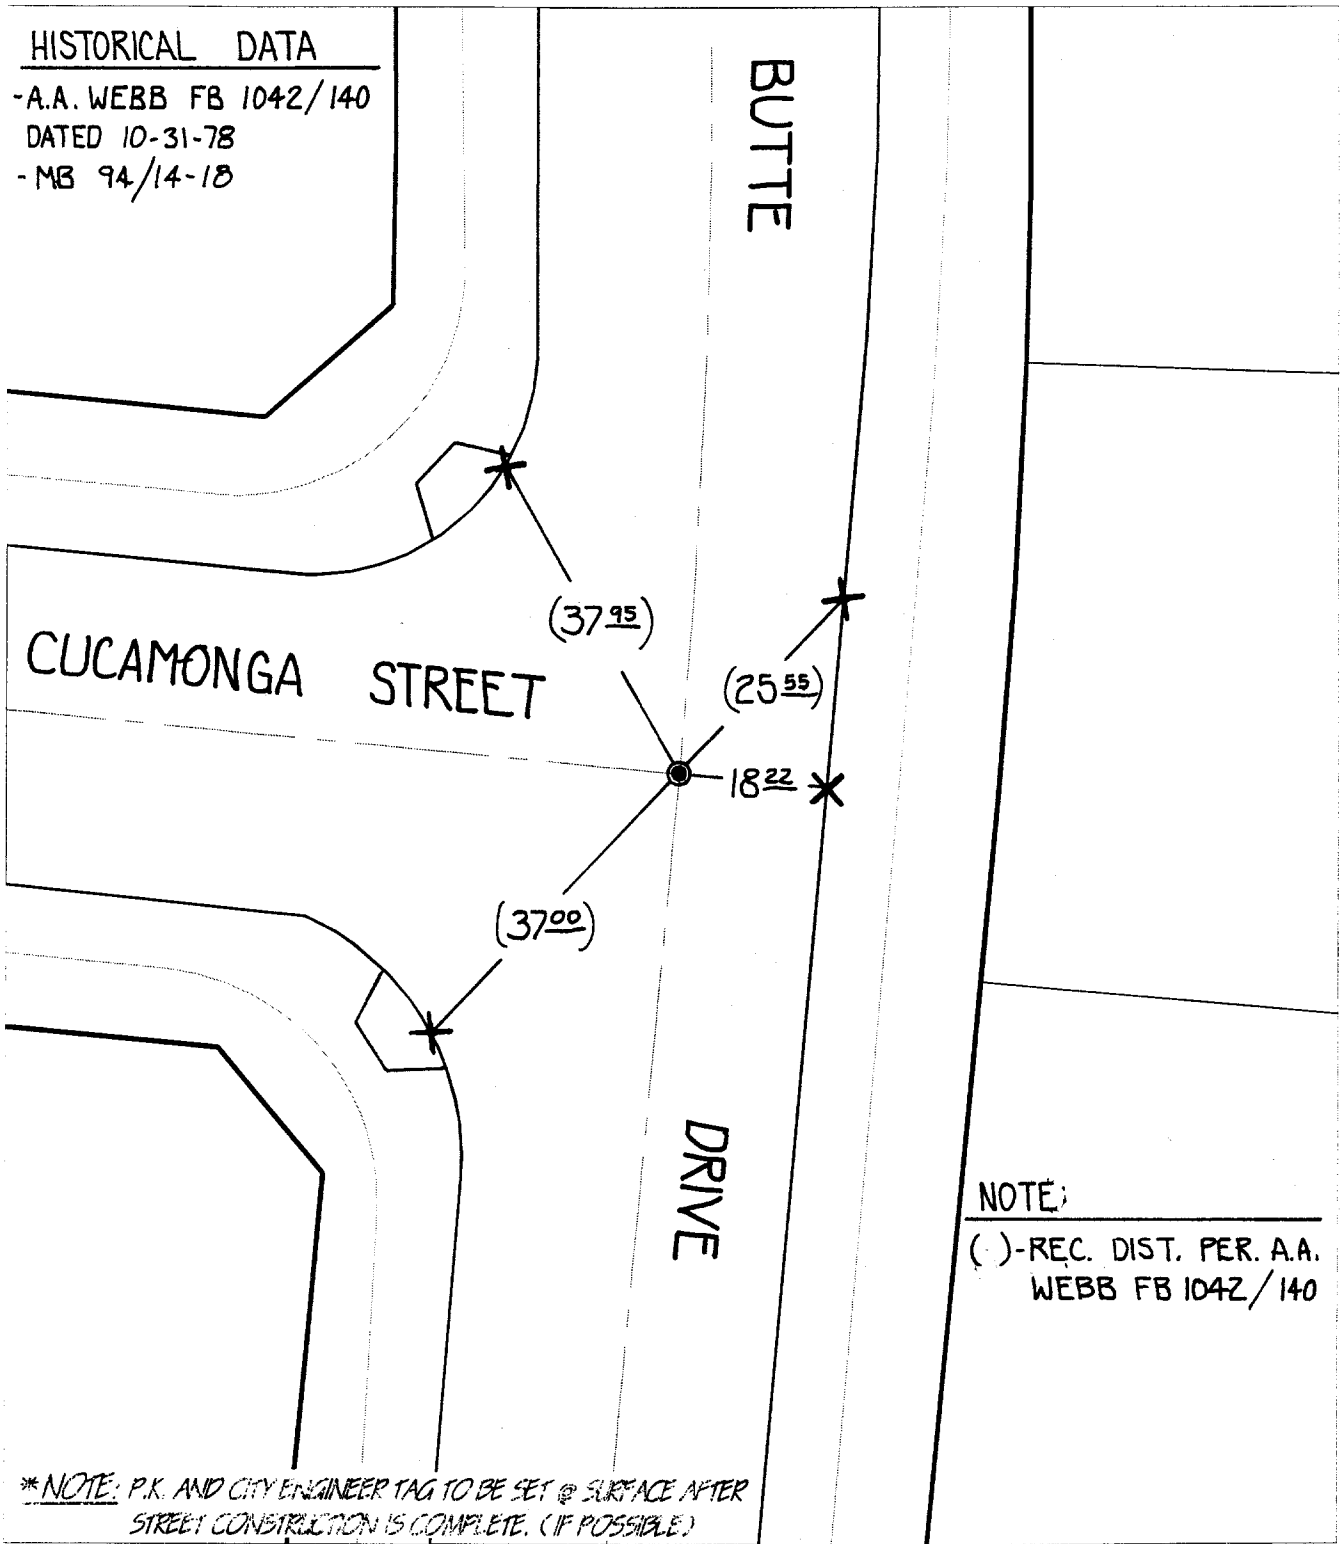 HISTORICAL DATA
-A.A. WEBB FB 1042/140
DATED 10-31-78
- MB 94/14-18
BUTTE
(37 95)
CUCAMONGA STREET
(25 55)
18 22
(37 00)
DRIVE
NOTE:
( )-REC. DIST. PER. A.A.
WEBB FB 1042/140
*NOTE: P.K. AND CITY ENGINEER TAG TO BE SET @ SURFACE AFTER
STREET CONSTRUCTION IS COMPLETE. (IF POSSIBLE)